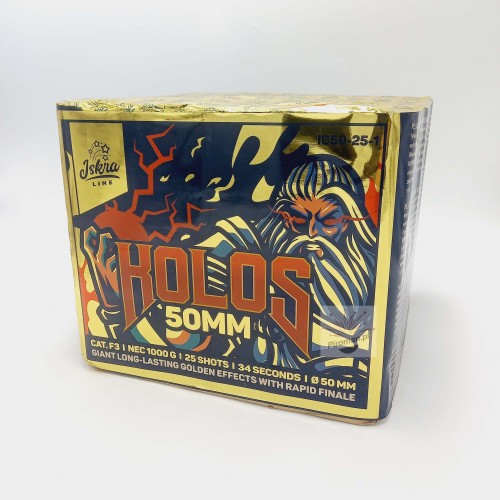 Iskra
LINE
IC50-25-1
KOLOS
50MM
CAT. F3 | NEC 1000 G | 25 SHOTS | 34 SECONDS | Ø 50 MM
GIANT LONG-LASTING GOLDEN EFFECTS WITH RAPID FINALE